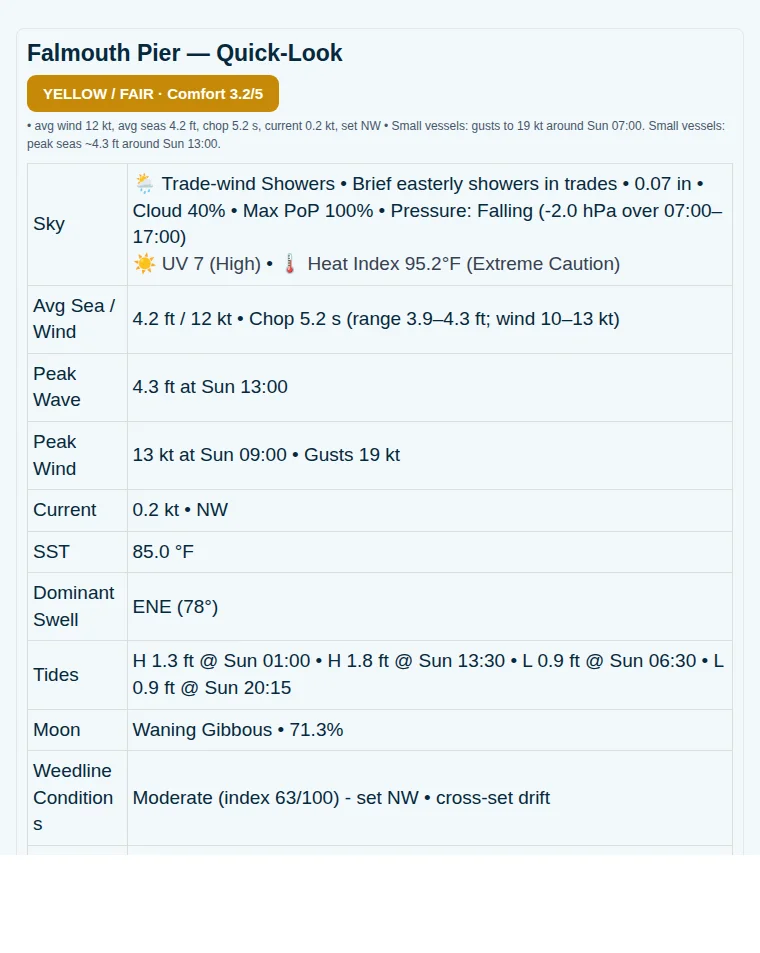 Falmouth Pier — Quick-Look
YELLOW / FAIR · Comfort 3.2/5
• avg wind 12 kt, avg seas 4.2 ft, chop 5.2 s, current 0.2 kt, set NW • Small vessels: gusts to 19 kt around Sun 07:00. Small vessels:
peak seas ~4.3 ft around Sun 13:00.
Sky
🌦️ Trade-wind Showers • Brief easterly showers in trades • 0.07 in •
Cloud 40% • Max PoP 100% • Pressure: Falling (-2.0 hPa over 07:00–
17:00)
☀️ UV 7 (High) • 🌡️ Heat Index 95.2°F (Extreme Caution)
Avg Sea /
Wind
4.2 ft / 12 kt • Chop 5.2 s (range 3.9–4.3 ft; wind 10–13 kt)
Peak
Wave
4.3 ft at Sun 13:00
Peak
Wind
13 kt at Sun 09:00 • Gusts 19 kt
Current
0.2 kt • NW
SST
85.0 °F
Dominant
Swell
ENE (78°)
Tides
H 1.3 ft @ Sun 01:00 • H 1.8 ft @ Sun 13:30 • L 0.9 ft @ Sun 06:30 • L
0.9 ft @ Sun 20:15
Moon
Waning Gibbous • 71.3%
Weedline
Condition
s
Moderate (index 63/100) - set NW • cross-set drift